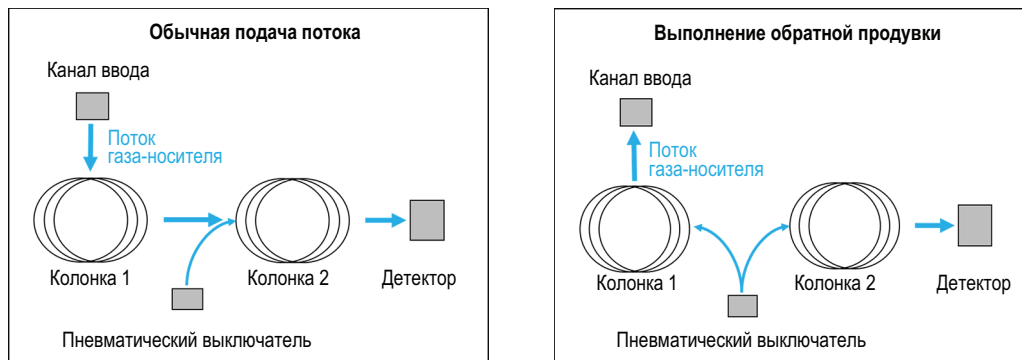 Обычная подача потока
Канал ввода
Поток
газа-носителя
Колонка 1
Колонка 2
Детектор
Пневматический выключатель
Выполнение обратной продувки
Канал ввода
Поток
газа-носителя
Колонка 1
Колонка 2
Детектор
Пневматический выключатель